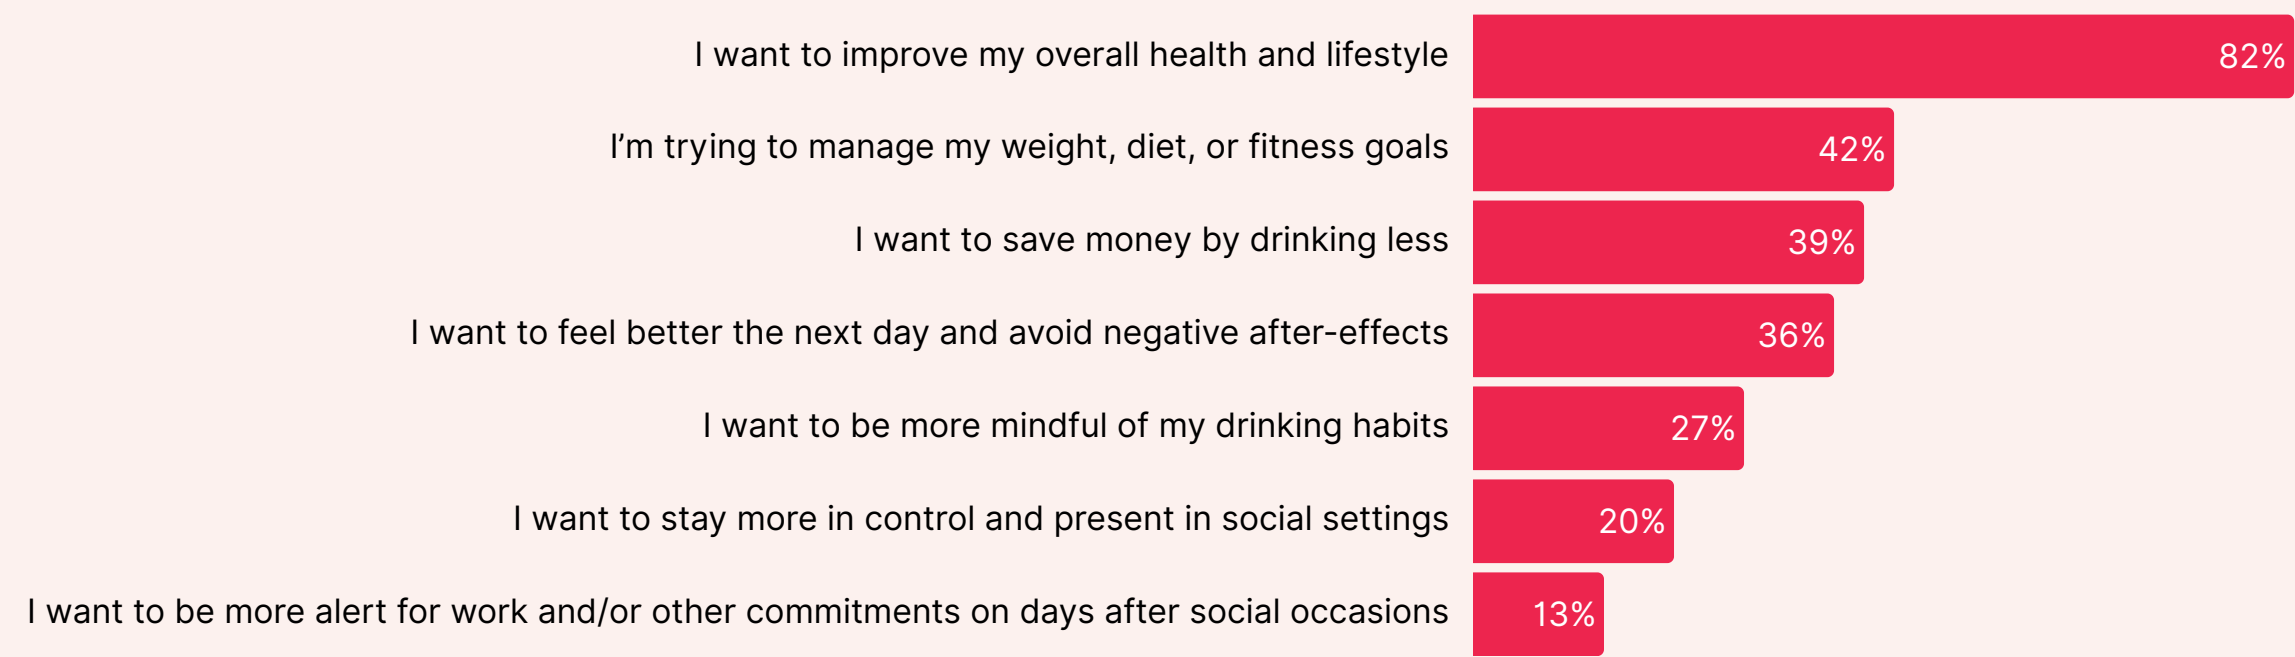 I want to improve my overall health and lifestyle 82%
I’m trying to manage my weight, diet, or fitness goals 42%
I want to save money by drinking less 39%
I want to feel better the next day and avoid negative after-effects 36%
I want to be more mindful of my drinking habits 27%
I want to stay more in control and present in social settings 20%
I want to be more alert for work and/or other commitments on days after social occasions 13%